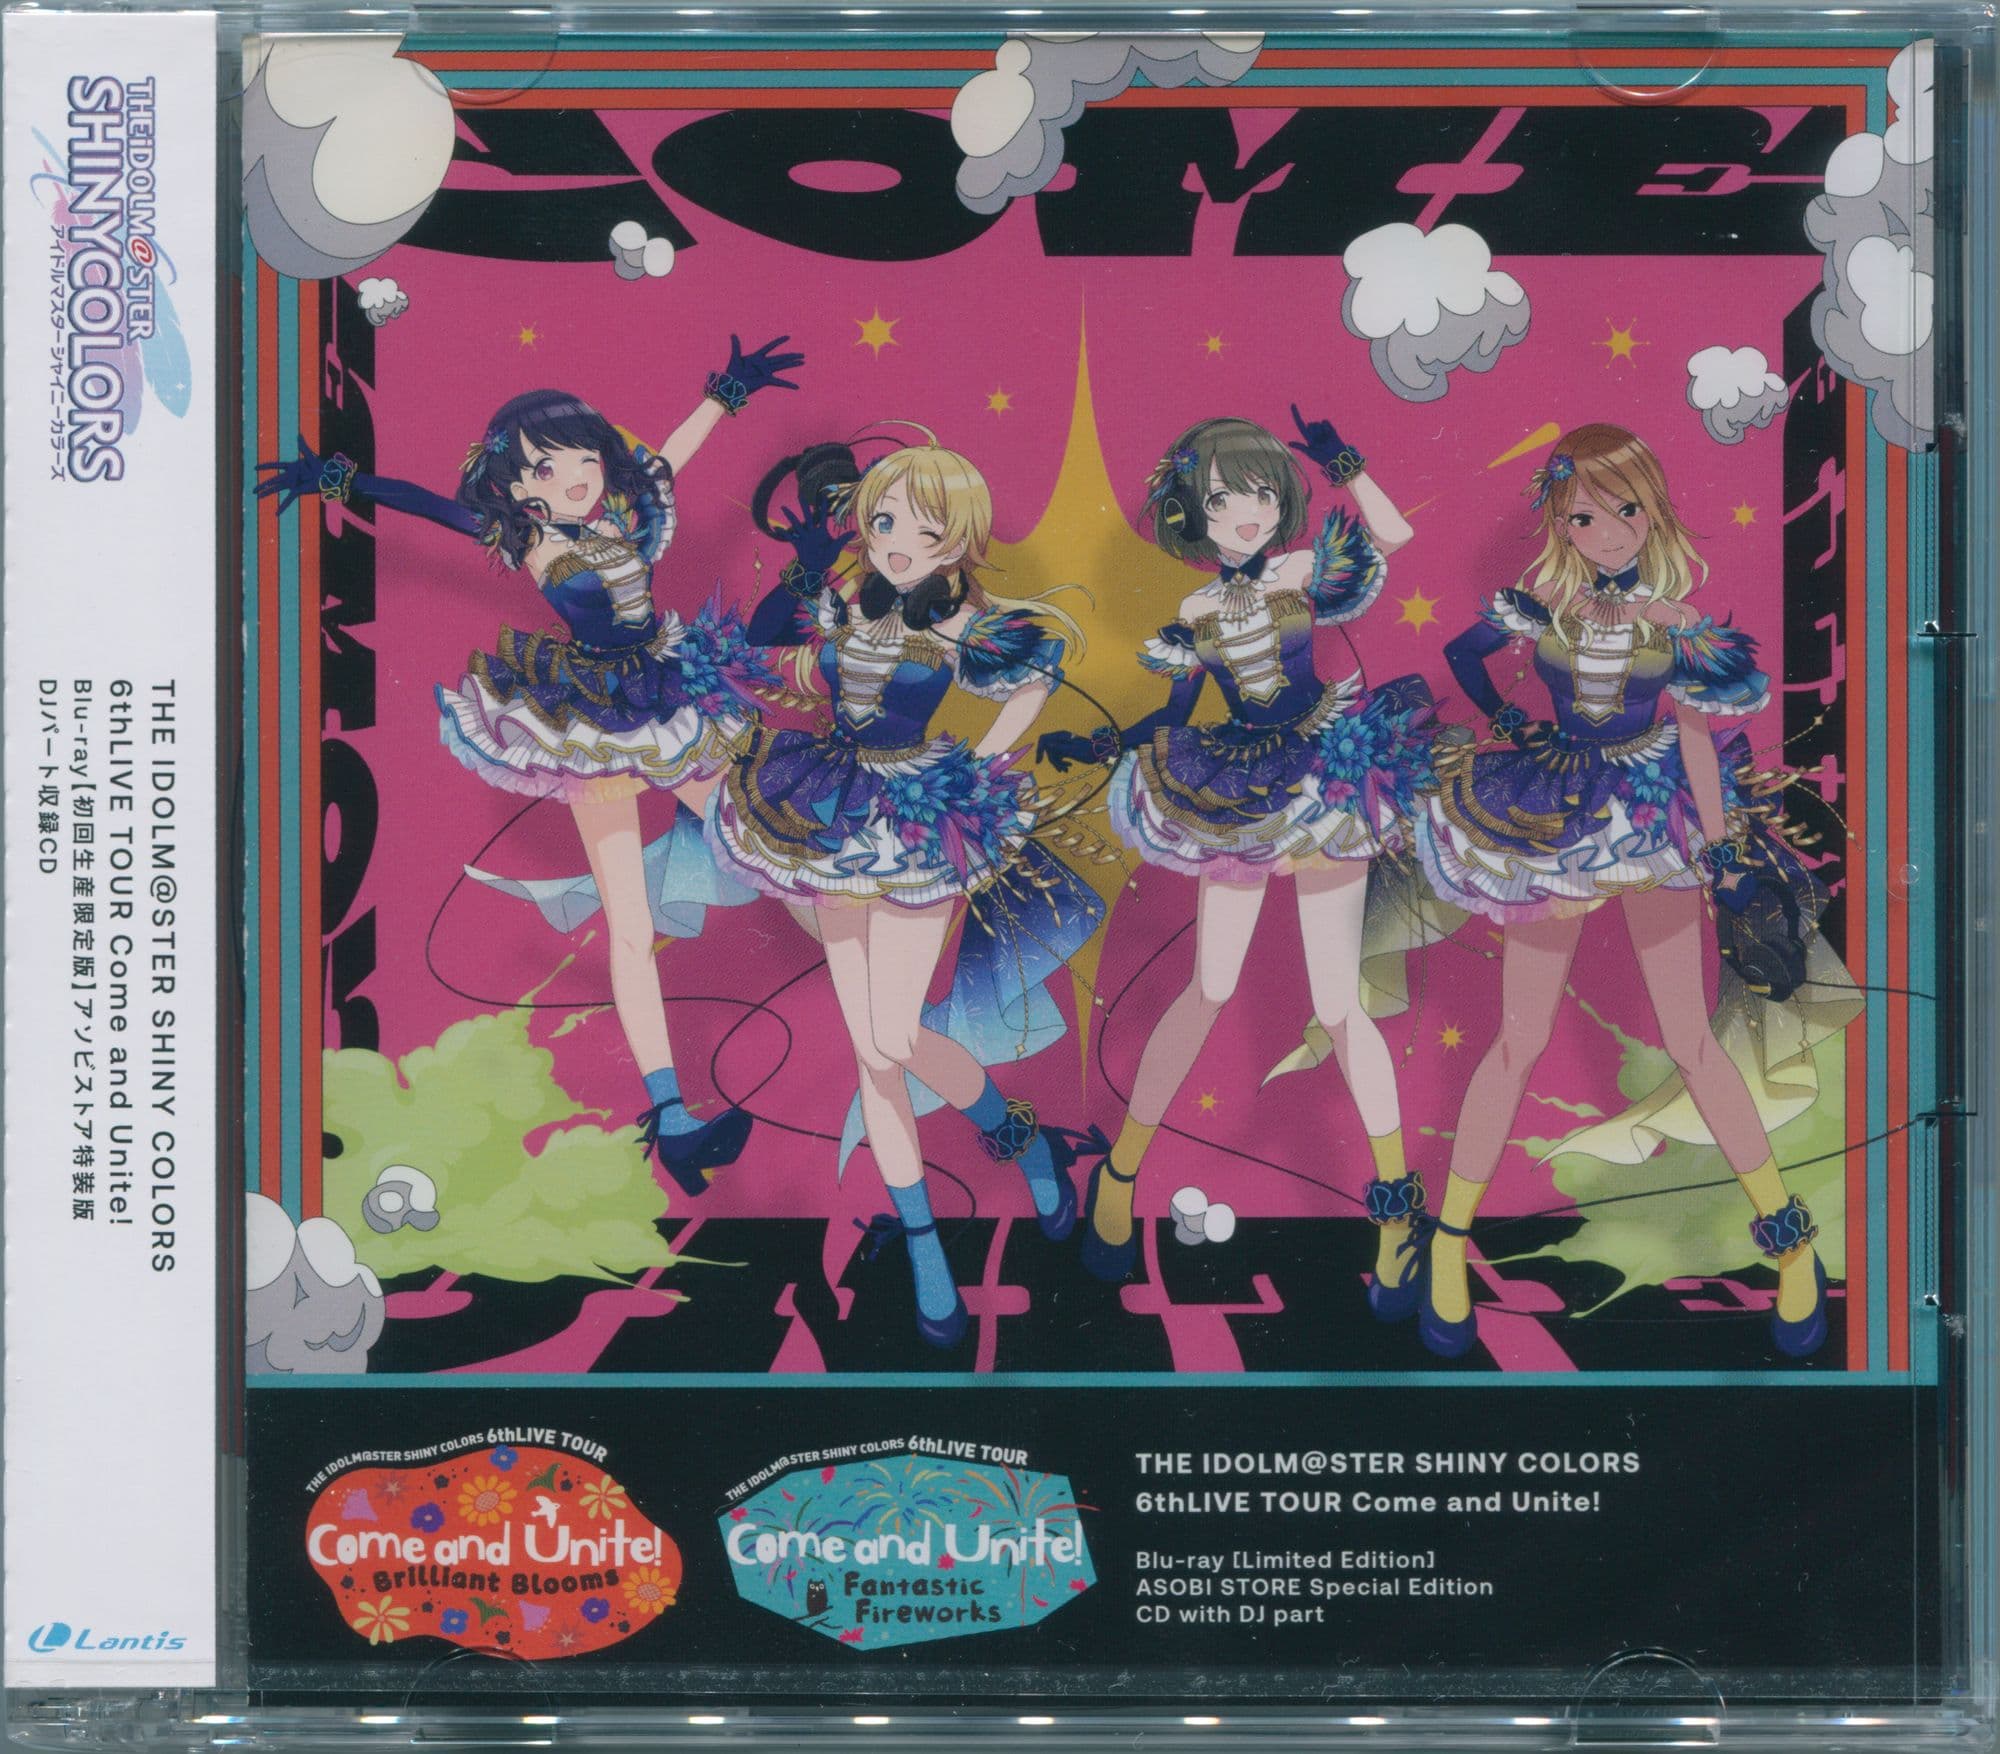 THE iDOLM@STER
SHINYCOLORS
アイドルマスターシャイニーカラーズ
THE IDOLM@STER SHINY COLORS
6thLIVE TOUR Come and Unite!
Blu-ray【初回生産限定版】アソビストア特装版
DJパート収録CD
Lantis
COME
AND
UNITE
THE IDOLM@STER SHINY COLORS 6thLIVE TOUR
Come and Unite!
Brilliant Blooms
THE IDOLM@STER SHINY COLORS 6thLIVE TOUR
Come and Unite!
Fantastic
Fireworks
THE IDOLM@STER SHINY COLORS
6thLIVE TOUR Come and Unite!
Blu-ray [Limited Edition]
ASOBI STORE Special Edition
CD with DJ part